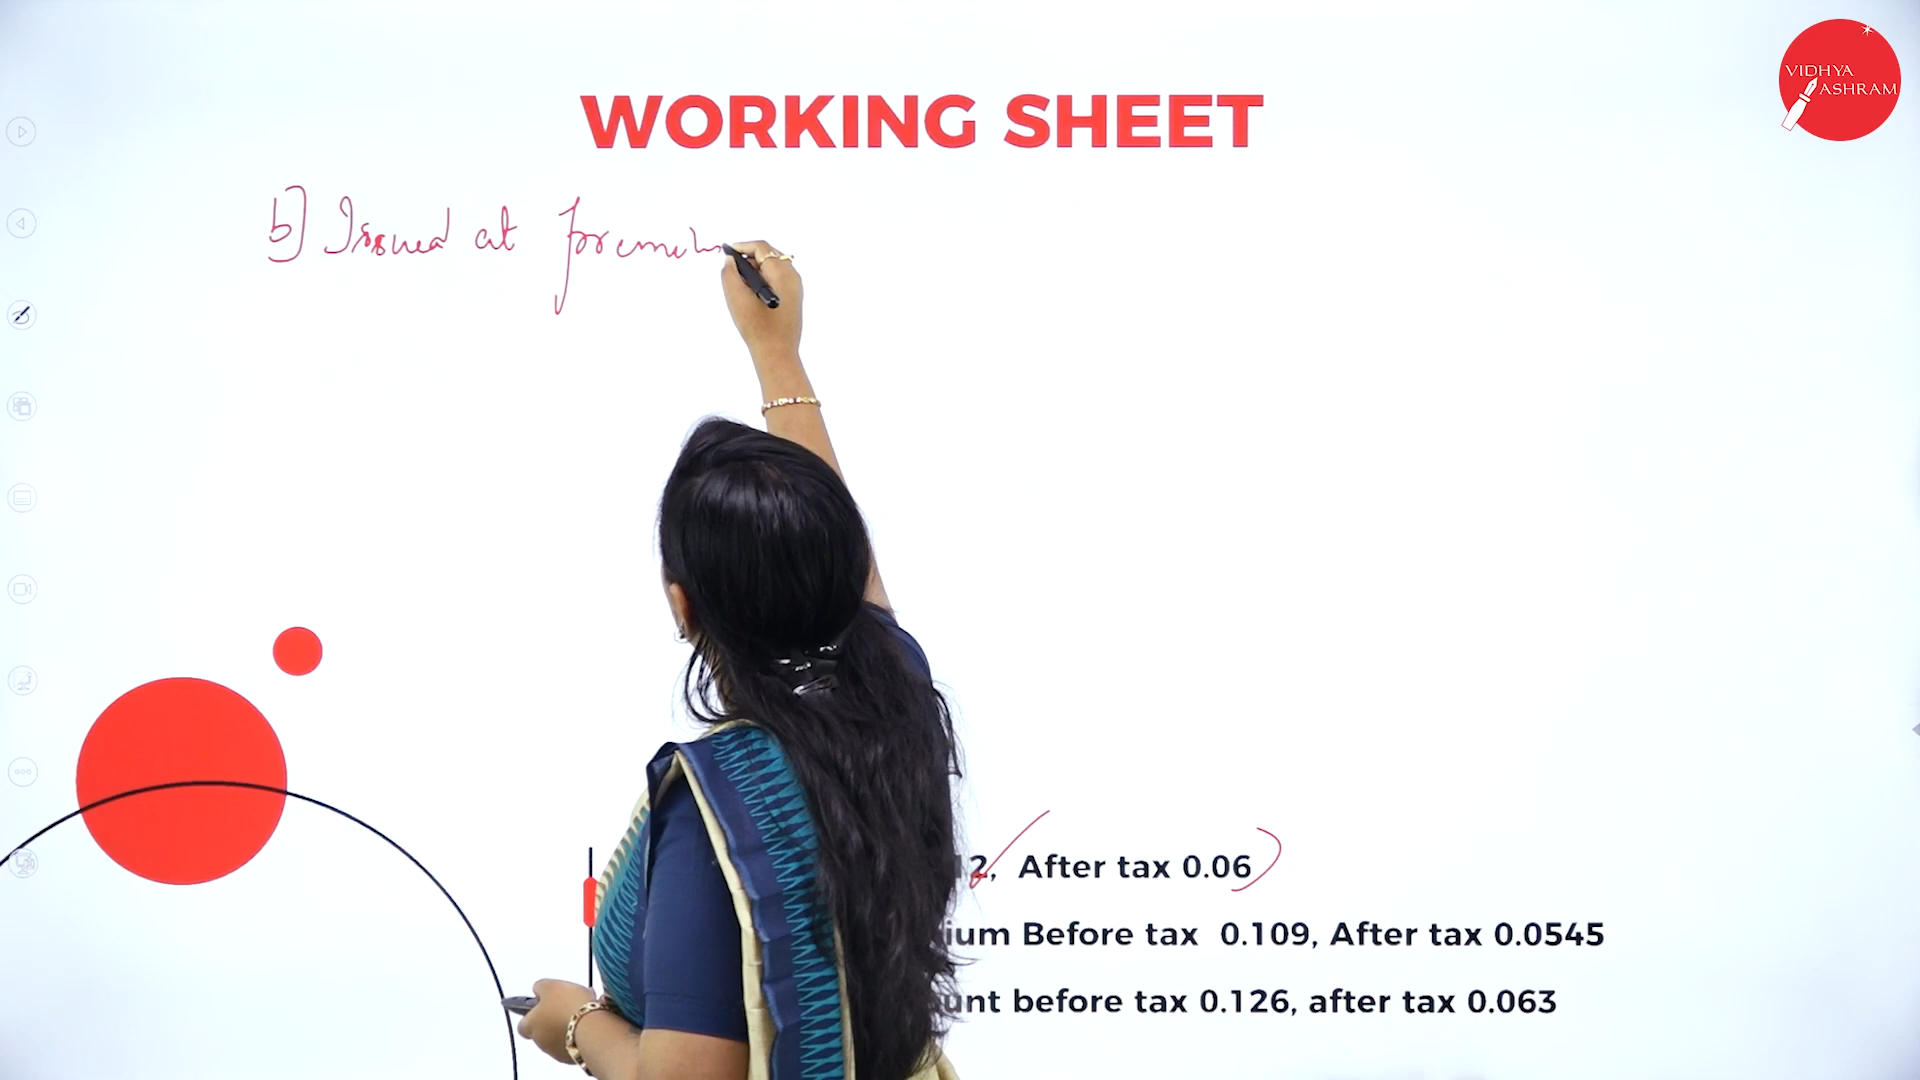 VIDHYA
ASHRAM
WORKING SHEET
b] Issued at
2, After tax 0.06
ium Before tax 0.109, After tax 0.0545
unt before tax 0.126, after tax 0.063